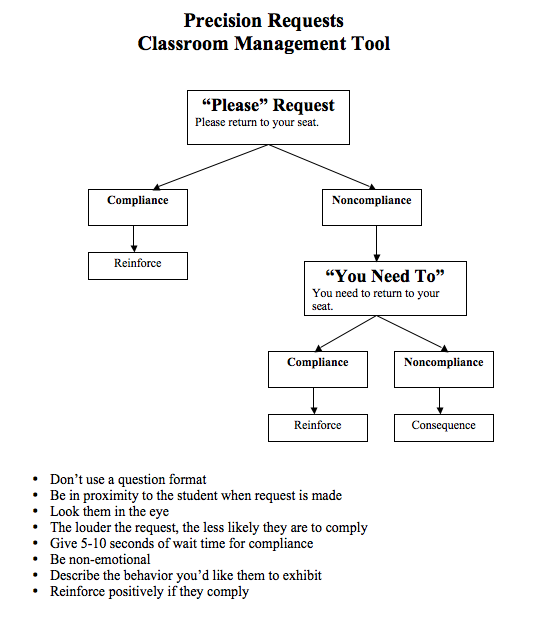 Precision Requests
Classroom Management Tool
“Please” Request
Please return to your seat.
Compliance
Noncompliance
Reinforce
“You Need To”
You need to return to your
seat.
Compliance
Noncompliance
Reinforce
Consequence
• Don’t use a question format
• Be in proximity to the student when request is made
• Look them in the eye
• The louder the request, the less likely they are to comply
• Give 5-10 seconds of wait time for compliance
• Be non-emotional
• Describe the behavior you’d like them to exhibit
• Reinforce positively if they comply